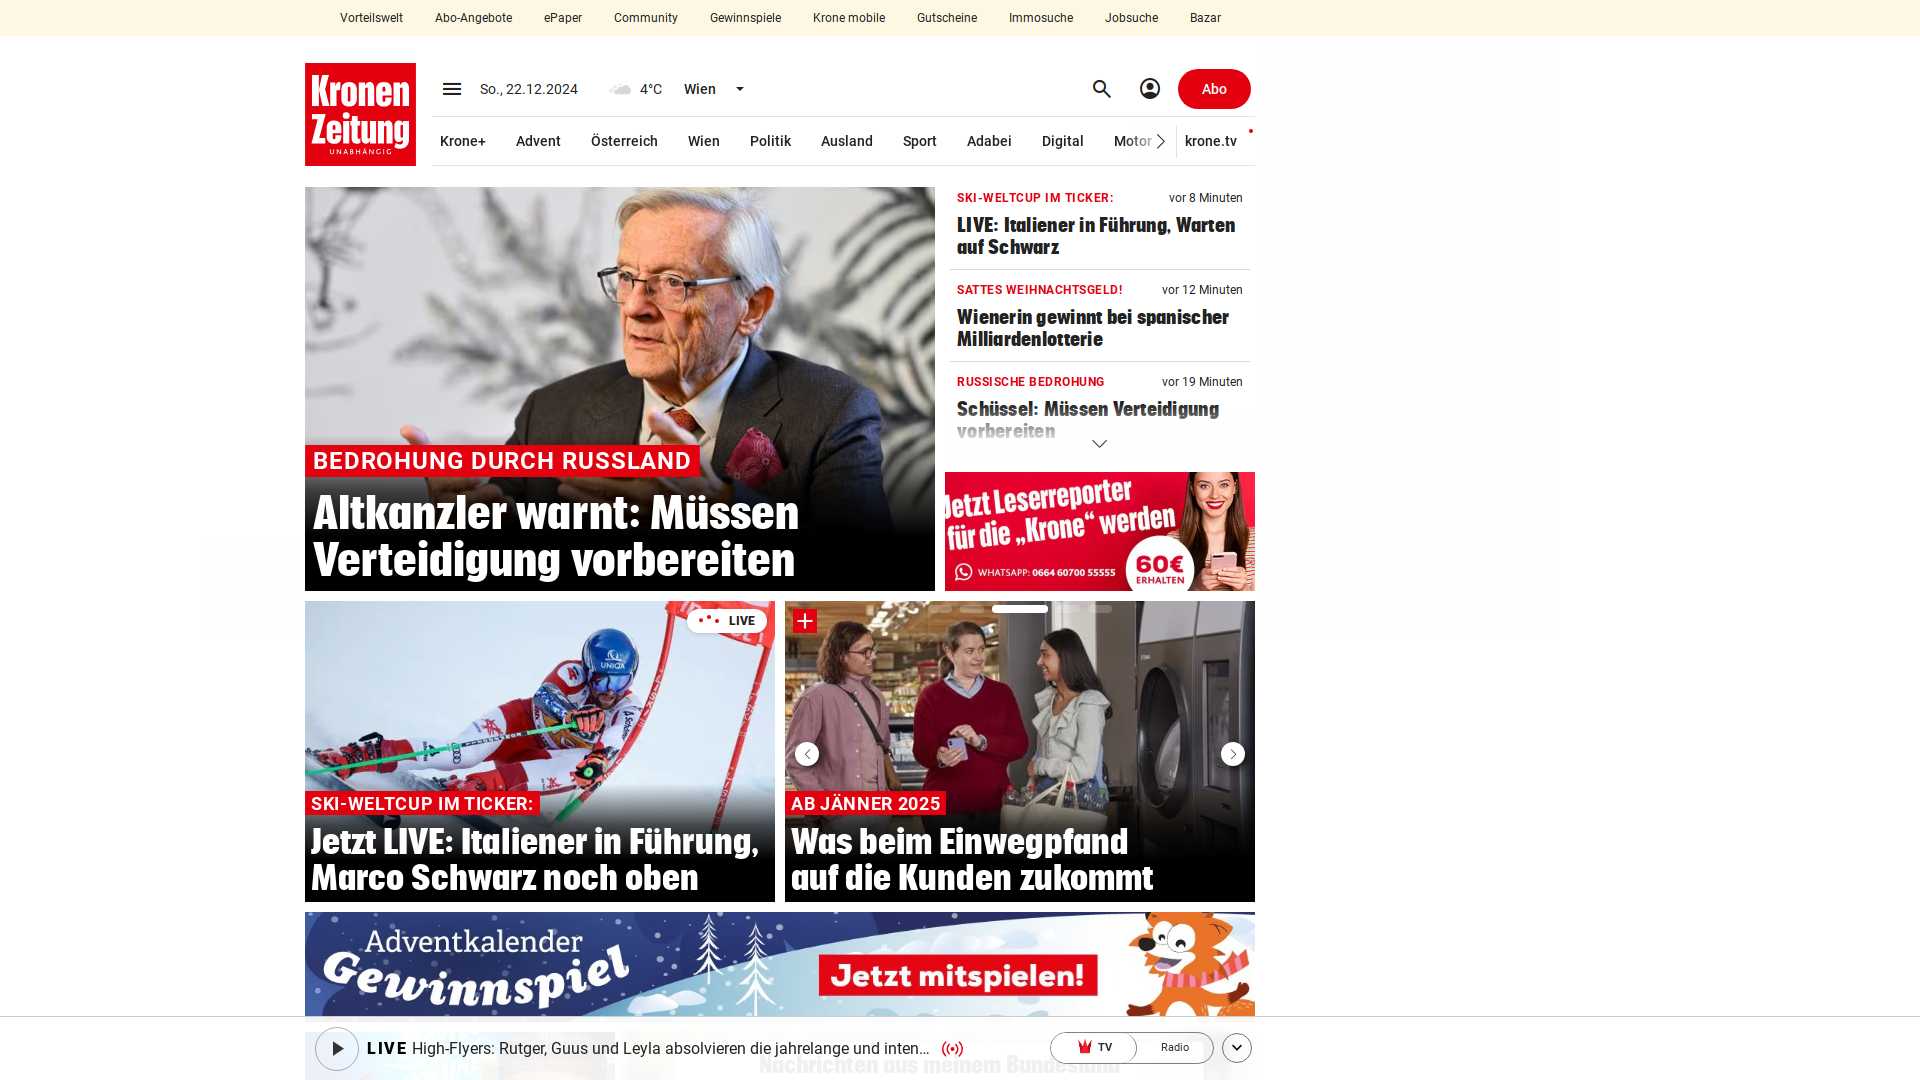 Vorteilswelt Abo-Angebote ePaper Community Gewinnspiele Krone mobile Gutscheine Immosuche Jobsuche Bazar
Kronen
Zeitung
UNABHÄNGIG
So., 22.12.2024 4°C Wien Abo
Krone+ Advent Österreich Wien Politik Ausland Sport Adabei Digital Motor krone.tv
BEDROHUNG DURCH RUSSLAND
Altkanzler warnt: Müssen
Verteidigung vorbereiten
SKI-WELTCUP IM TICKER: vor 8 Minuten
LIVE: Italiener in Führung, Warten
auf Schwarz
SATTES WEIHNACHTSGELD! vor 12 Minuten
Wienerin gewinnt bei spanischer
Milliardenlotterie
RUSSISCHE BEDROHUNG vor 19 Minuten
Schüssel: Müssen Verteidigung
vorbereiten
Jetzt Leserreporter
für die „Krone“ werden
WHATSAPP: 0664 60700 55555
60€
ERHALTEN
LIVE
UNIQA
SKI-WELTCUP IM TICKER:
Jetzt LIVE: Italiener in Führung,
Marco Schwarz noch oben
AB JÄNNER 2025
Was beim Einwegpfand
auf die Kunden zukommt
Adventkalender
Gewinnspiel
Jetzt mitspielen!
LIVE High-Flyers: Rutger, Guus und Leyla absolvieren die jahrelange und inten...
TV Radio
Nachrichten aus meinem Bundesland